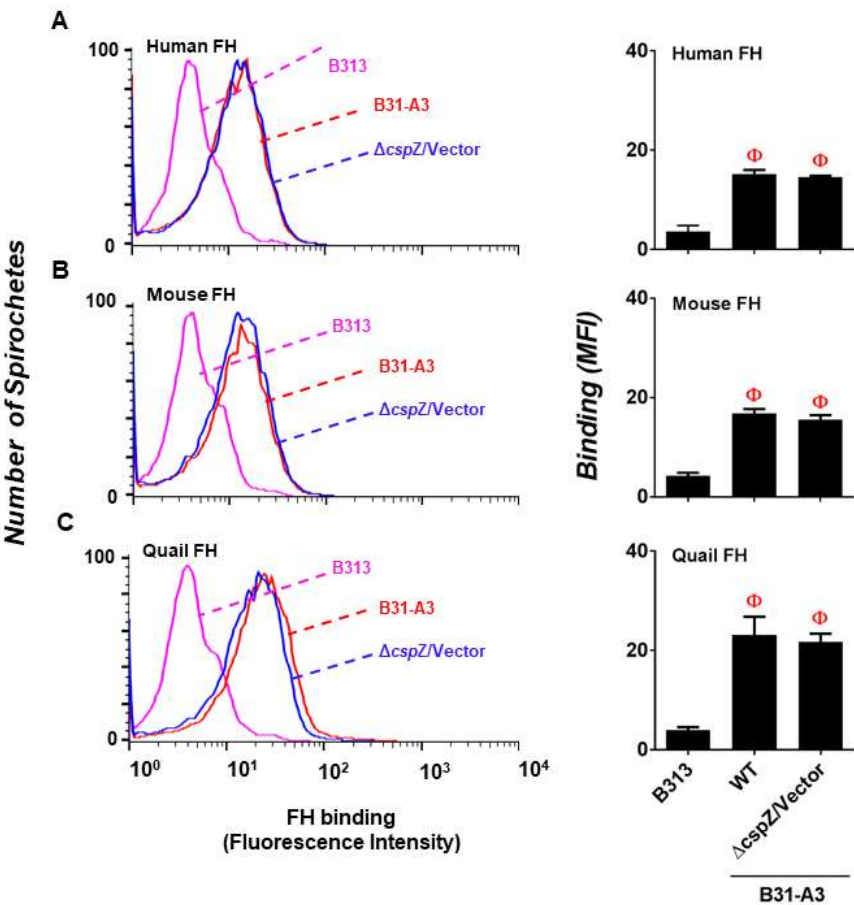 A
Human FH
100
0
B313
B31-A3
ΔcspZ/Vector
Human FH
40
20
0
Φ
Φ
B
Mouse FH
100
0
B313
B31-A3
ΔcspZ/Vector
Mouse FH
40
20
0
Φ
Φ
C
Quail FH
100
0
B313
B31-A3
ΔcspZ/Vector
Quail FH
40
20
0
Φ
Φ
Number of Spirochetes
Binding (MFI)
10⁰ 10¹ 10² 10³ 10⁴
FH binding
(Fluorescence Intensity)
B313
WT
ΔcspZ/Vector
B31-A3